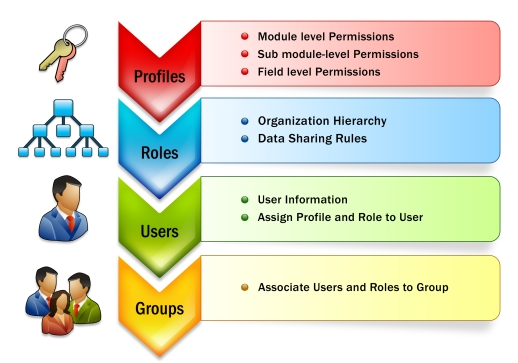 Profiles
Module level Permissions
Sub module-level Permissions
Field level Permissions
Roles
Organization Hierarchy
Data Sharing Rules
Users
User Information
Assign Profile and Role to User
Groups
Associate Users and Roles to Group